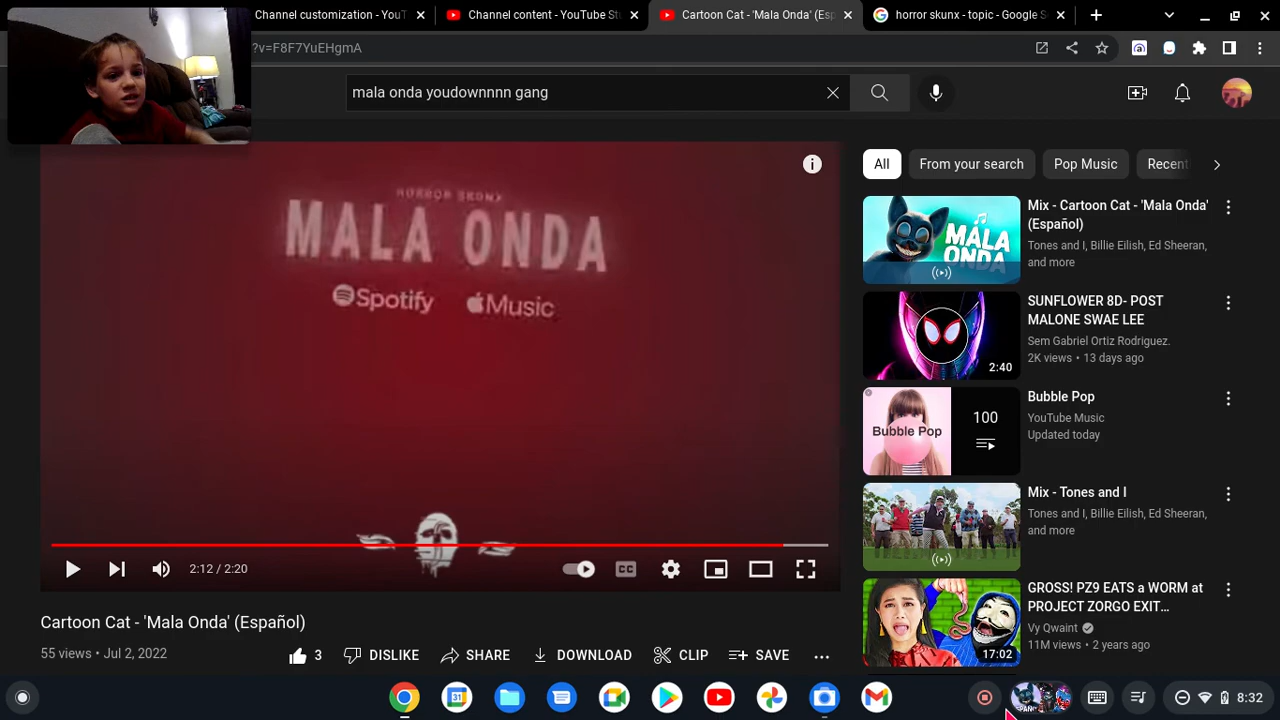 Channel customization - YouT
Channel content - YouTube St
Cartoon Cat - 'Mala Onda' (Esp
horror skunx - topic - Google S
?v=F8F7YuEHgmA
mala onda youdownnnn gang
HORROR SKUNX
MALA ONDA
Spotify Music
2:12 / 2:20
CC
Cartoon Cat - 'Mala Onda' (Español)
55 views • Jul 2, 2022
3 DISLIKE SHARE DOWNLOAD CLIP SAVE
All From your search Pop Music Recent
MALA ONDA
Mix - Cartoon Cat - 'Mala Onda' (Español)
Tones and I, Billie Eilish, Ed Sheeran, and more
SUNFLOWER 8D- POST MALONE SWAE LEE
Sem Gabriel Ortiz Rodriguez.
2K views • 13 days ago
2:40
Bubble Pop
100
Bubble Pop
YouTube Music
Updated today
Mix - Tones and I
Tones and I, Billie Eilish, Ed Sheeran, and more
GROSS! PZ9 EATS a WORM at PROJECT ZORGO EXIT…
Vy Qwaint
11M views • 2 years ago
17:02
31
8:32